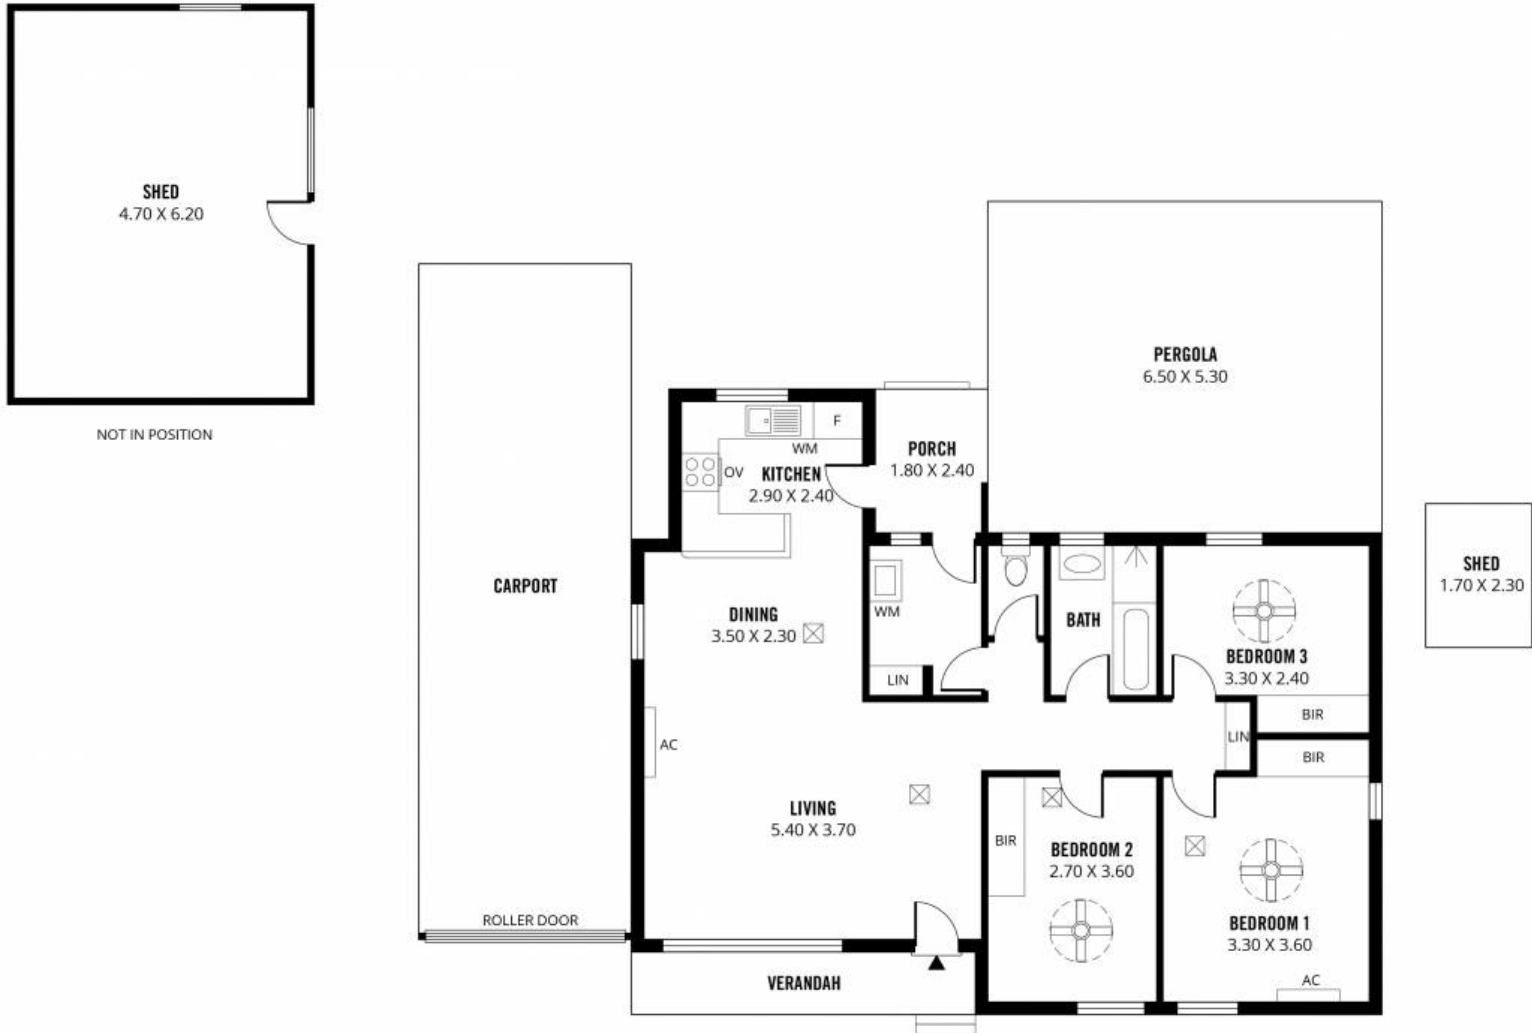 SHED
4.70 X 6.20
NOT IN POSITION
CARPORT
ROLLER DOOR
F
WM
OV
KITCHEN
2.90 X 2.40
PORCH
1.80 X 2.40
PERGOLA
6.50 X 5.30
SHED
1.70 X 2.30
DINING
3.50 X 2.30
WM
LIN
BATH
BEDROOM 3
3.30 X 2.40
BIR
LIN
BIR
AC
LIVING
5.40 X 3.70
BIR
BEDROOM 2
2.70 X 3.60
BEDROOM 1
3.30 X 3.60
AC
VERANDAH